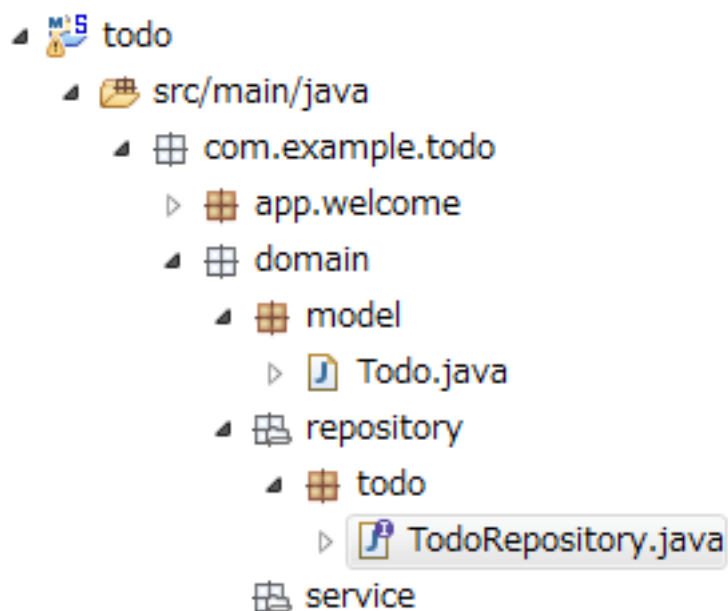 todo
src/main/java
com.example.todo
app.welcome
domain
model
Todo.java
repository
todo
TodoRepository.java
service